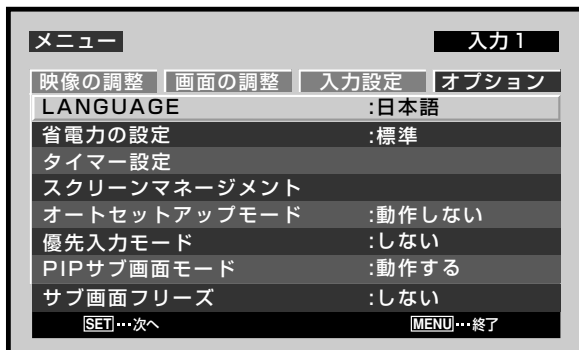 メニュー 入力1
映像の調整 画面の調整 入力設定 オプション
LANGUAGE :日本語
省電力の設定 :標準
タイマー設定
スクリーンマネージメント
オートセットアップモード :動作しない
優先入力モード :しない
PIPサブ画面モード :動作する
サブ画面フリーズ :しない
SET…次へ MENU…終了